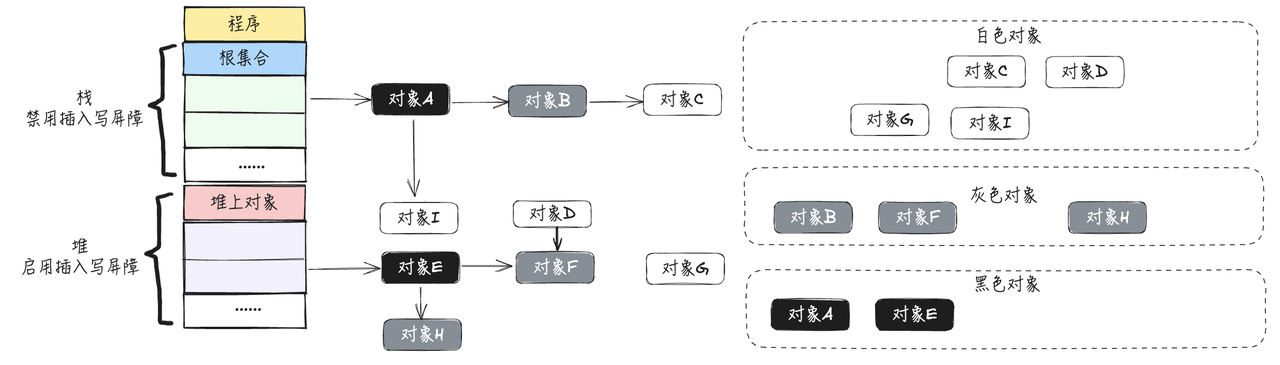 程序
根集合
栈
禁用插入写屏障
......
堆上对象
堆
启用插入写屏障
......
对象A
对象B
对象C
对象I
对象D
对象E
对象F
对象G
对象H
白色对象
对象C
对象D
对象G
对象I
灰色对象
对象B
对象F
对象H
黑色对象
对象A
对象E